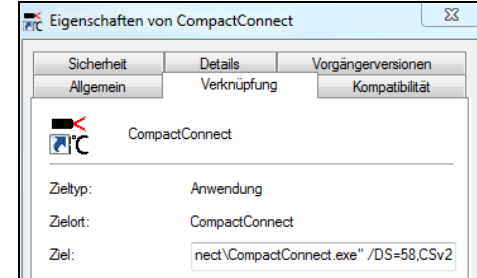 Eigenschaften von CompactConnect
Sicherheit Details Vorgängerversionen
Allgemein Verknüpfung Kompatibilität
°C CompactConnect
Zieltyp: Anwendung
Zielort: CompactConnect
Ziel: nect\CompactConnect.exe" /DS=58,CSv2